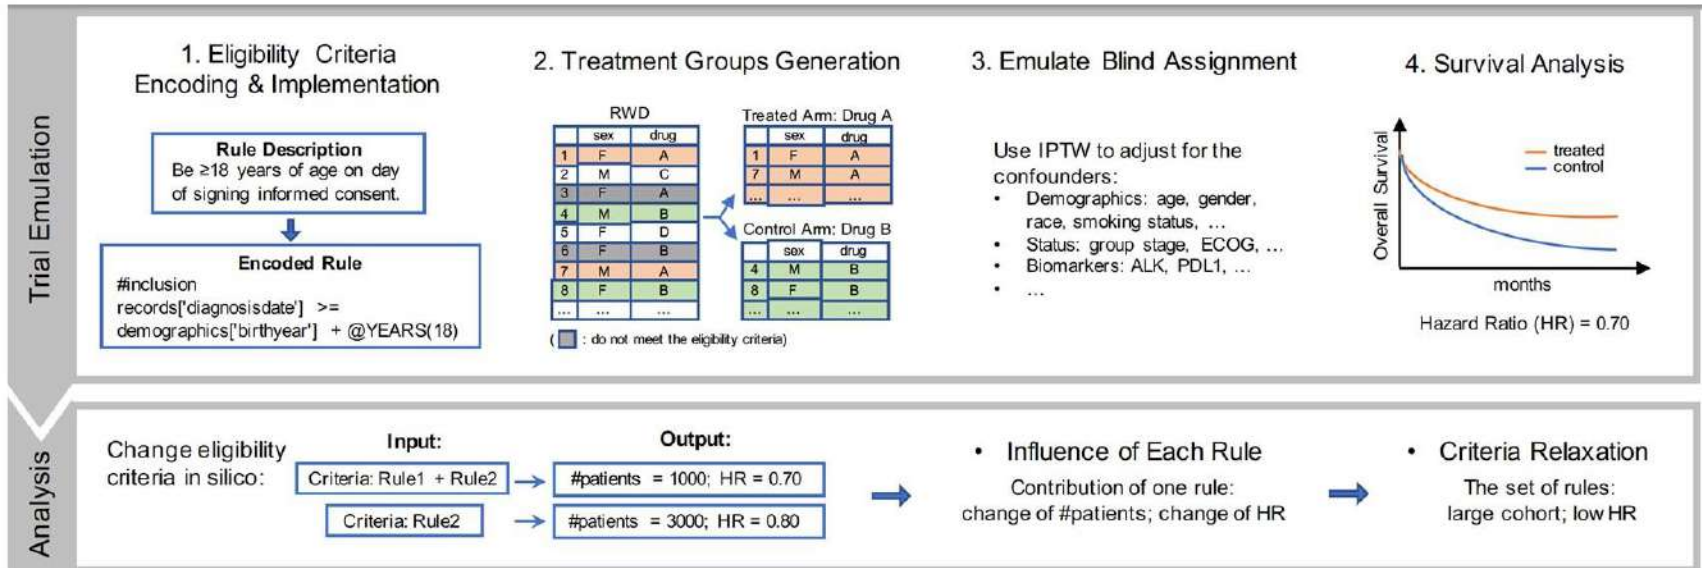 Trial Emulation
1. Eligibility Criteria
Encoding & Implementation
Rule Description
Be ≥18 years of age on day
of signing informed consent.
Encoded Rule
#inclusion
records['diagnosisdate'] >=
demographics['birthyear'] + @YEARS(18)
2. Treatment Groups Generation
RWD
sex drug
1 F A
2 M C
3 F A
4 M B
5 F D
6 F B
7 M A
8 F B
... ... ...
( : do not meet the eligibility criteria)
Treated Arm: Drug A
sex drug
1 F A
7 M A
... ... ...
Control Arm: Drug B
sex drug
4 M B
8 F B
... ... ...
3. Emulate Blind Assignment
Use IPTW to adjust for the
confounders:
• Demographics: age, gender,
race, smoking status, ...
• Status: group stage, ECOG, ...
• Biomarkers: ALK, PDL1, ...
• ...
4. Survival Analysis
Overall Survival
treated
control
months
Hazard Ratio (HR) = 0.70
Analysis
Change eligibility
criteria in silico:
Input:
Criteria: Rule1 + Rule2
Criteria: Rule2
Output:
#patients = 1000; HR = 0.70
#patients = 3000; HR = 0.80
• Influence of Each Rule
Contribution of one rule:
change of #patients; change of HR
• Criteria Relaxation
The set of rules:
large cohort; low HR